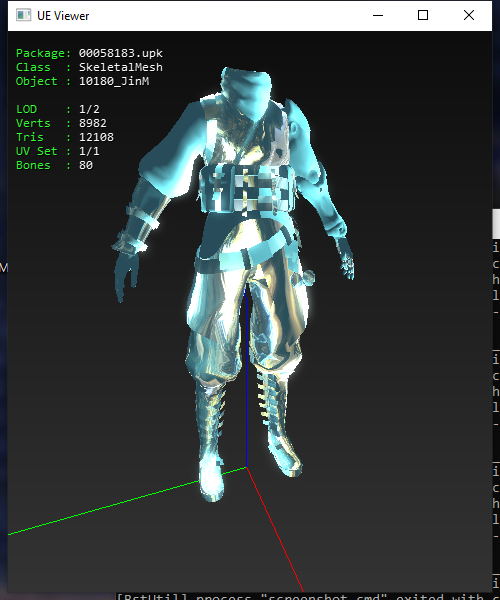 UE Viewer
Package: 00058183.upk
Class : SkeletalMesh
Object : 10180_JinM
LOD : 1/2
Verts : 8982
Tris : 12108
UV Set : 1/1
Bones : 80
M
i
c
h
l
-
i
c
h
l
-
i
c
h
l
-
i
[BstUtil] process "screenshot.cmd" exited with c